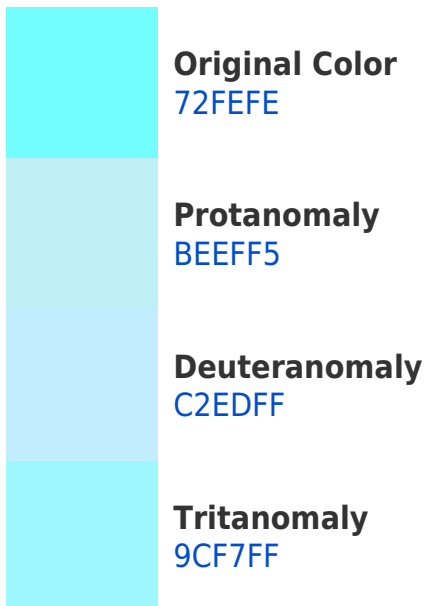 Original Color
72FEFE
Protanomaly
BEEFF5
Deuteranomaly
C2EDFF
Tritanomaly
9CF7FF